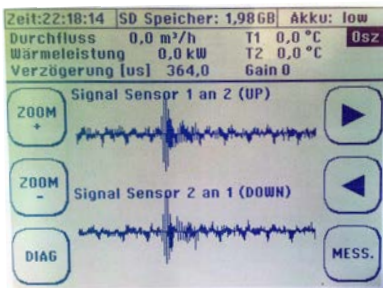 Zeit:22:18:14 SD Speicher: 1,98GB Akku: low
Durchfluss 0,0 m³/h T1 0,0 °C Osz
Wärmeleistung 0,0 kW T2 0,0 °C
Verzögerung [us] 364,0 Gain 0
Signal Sensor 1 an 2 (UP)
ZOOM
+
ZOOM
-
Signal Sensor 2 an 1 (DOWN)
DIAG
MESS.